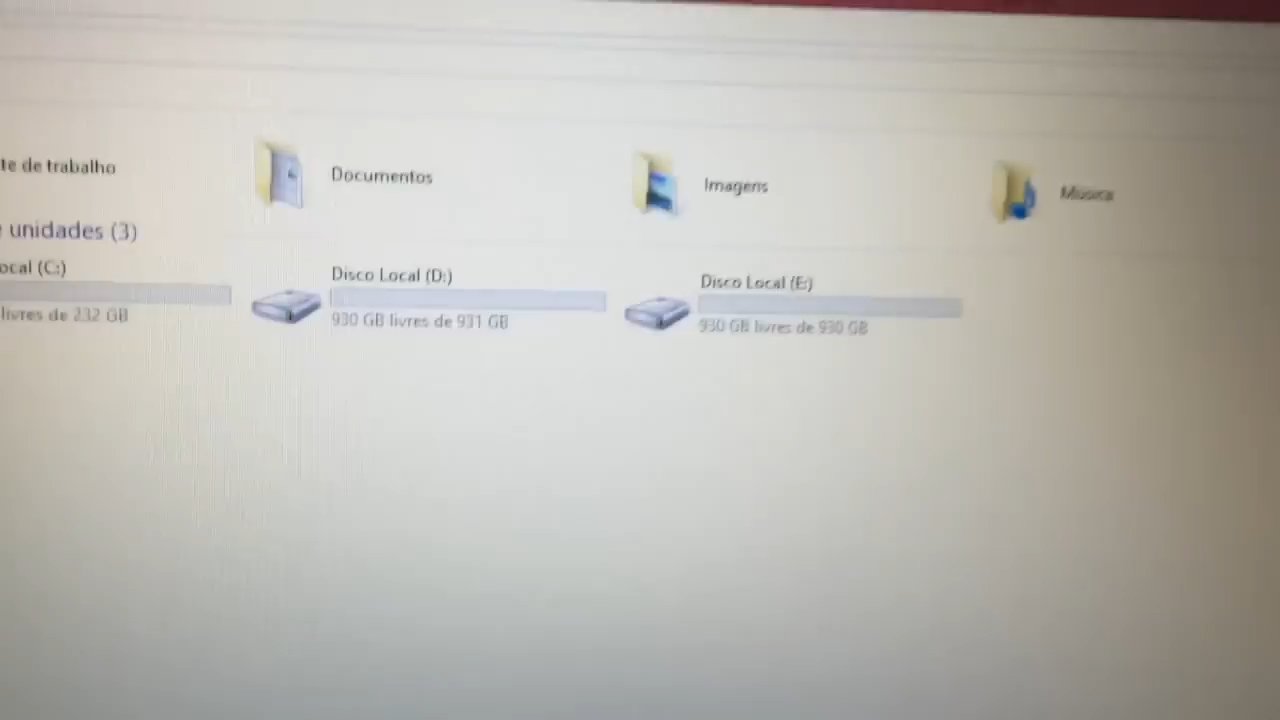 te de trabalho
Documentos
Imagens
Música
unidades (3)
ocal (C:)
livres de 232 GB
Disco Local (D:)
930 GB livres de 931 GB
Disco Local (E:)
930 GB livres de 930 GB